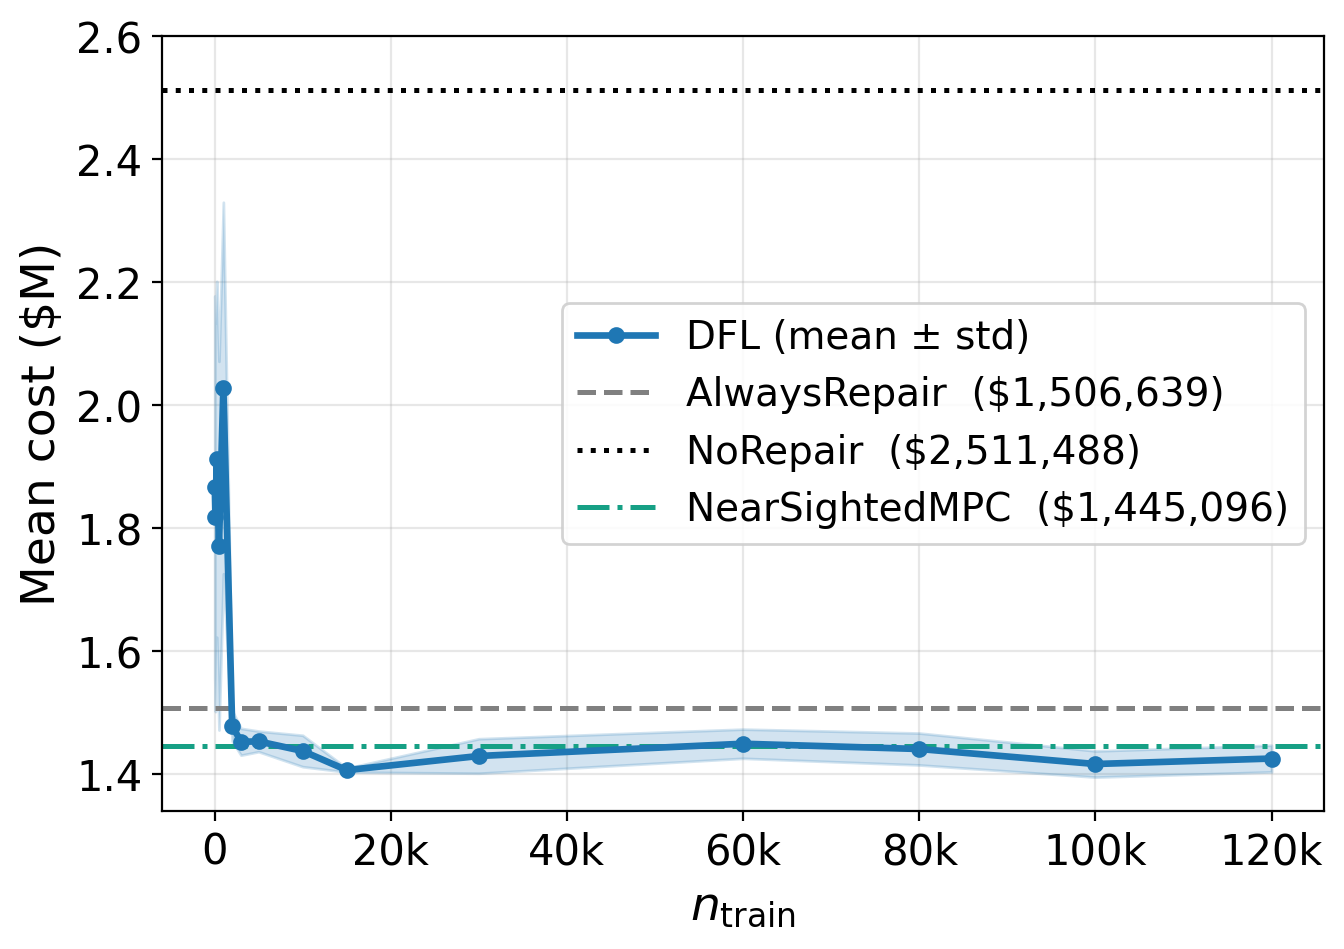 2.6
2.4
2.2
2.0
1.8
1.6
1.4
Mean cost ($M)
DFL (mean ± std)
AlwaysRepair ($1,506,639)
NoRepair ($2,511,488)
NearSightedMPC ($1,445,096)
0 20k 40k 60k 80k 100k 120k
n_train